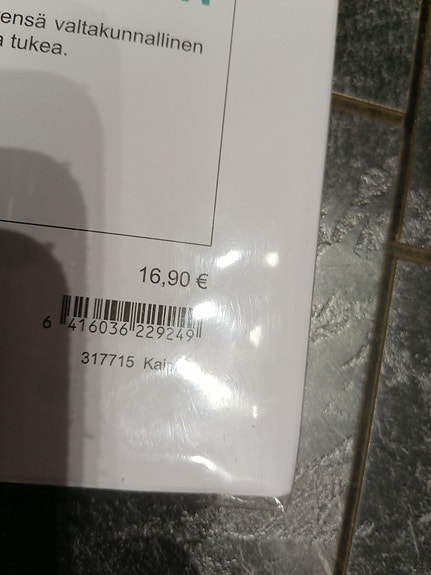 ensä valtakunnallinen
a tukea.
16,90 €
6 416036 229249
317715